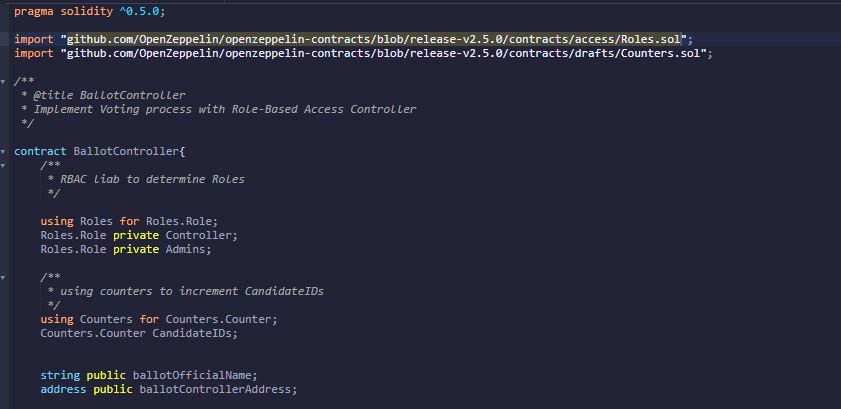 pragma solidity ^0.5.0;
import "github.com/OpenZeppelin/openzeppelin-contracts/blob/release-v2.5.0/contracts/access/Roles.sol";
import "github.com/OpenZeppelin/openzeppelin-contracts/blob/release-v2.5.0/contracts/drafts/Counters.sol";
/**
* @title BallotController
* Implement Voting process with Role-Based Access Controller
*/
contract BallotController{
/**
* RBAC liab to determine Roles
*/
using Roles for Roles.Role;
Roles.Role private Controller;
Roles.Role private Admins;
/**
* using counters to increment CandidateIDs
*/
using Counters for Counters.Counter;
Counters.Counter CandidateIDs;
string public ballotOfficialName;
address public ballotControllerAddress;